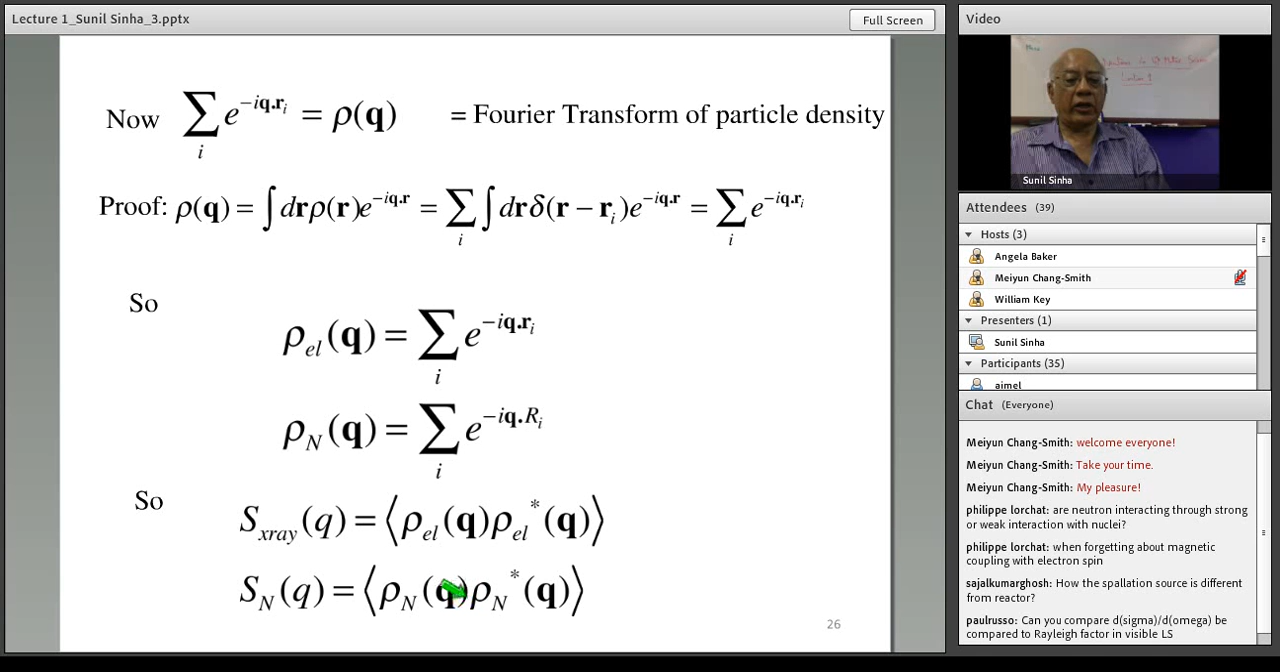 Lecture 1_Sunil Sinha_3.pptx
Full Screen
Now ∑_i e^{-iq.r_i} = ρ(q) = Fourier Transform of particle density
Proof: ρ(q) = ∫drρ(r)e^{-iq.r} = ∑_i ∫drδ(r − r_i)e^{-iq.r} = ∑_i e^{-iq.r_i}
So
ρ_el(q) = ∑_i e^{-iq.r_i}
ρ_N(q) = ∑_i e^{-iq.R_i}
So
S_xray(q) = ⟨ρ_el(q)ρ_el*(q)⟩
S_N(q) = ⟨ρ_N(q)ρ_N*(q)⟩
26
Video
Sunil Sinha
Attendees (39)
Hosts (3)
Angela Baker
Meiyun Chang-Smith
William Key
Presenters (1)
Sunil Sinha
Participants (35)
aimel
Chat (Everyone)
Meiyun Chang-Smith: welcome everyone!
Meiyun Chang-Smith: Take your time.
Meiyun Chang-Smith: My pleasure!
philippe lorchat: are neutron interacting through strong
or weak interaction with nuclei?
philippe lorchat: when forgetting about magnetic
coupling with electron spin
sajalkumarghosh: How the spallation source is different
from reactor?
paulrusso: Can you compare d(sigma)/d(omega) be
compared to Rayleigh factor in visible LS